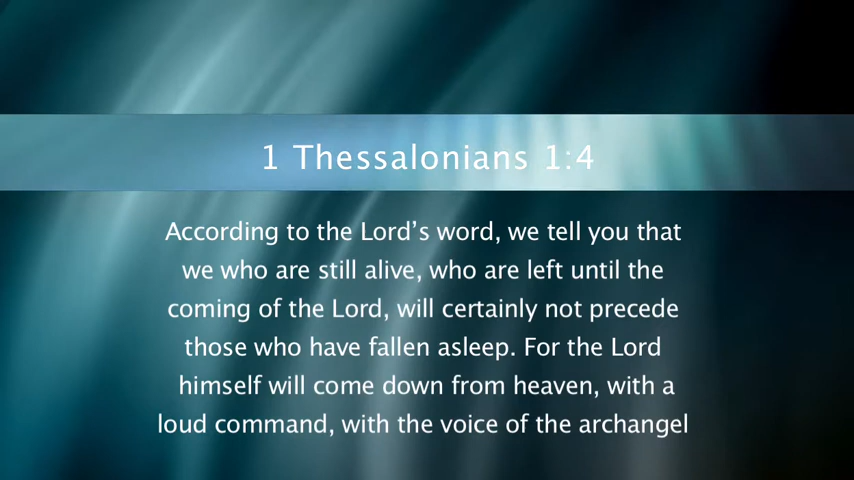 1 Thessalonians 1:4
According to the Lord’s word, we tell you that
we who are still alive, who are left until the
coming of the Lord, will certainly not precede
those who have fallen asleep. For the Lord
himself will come down from heaven, with a
loud command, with the voice of the archangel